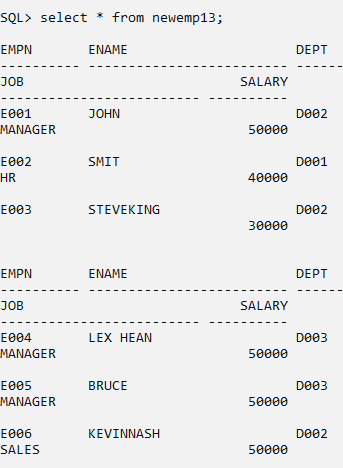 SQL> select * from newemp13;
EMPN ENAME DEPT
---------- ------------------------- ------
JOB SALARY
------------------------- ----------
E001 JOHN D002
MANAGER 50000
E002 SMIT D001
HR 40000
E003 STEVEKING D002
30000
EMPN ENAME DEPT
---------- ------------------------- ------
JOB SALARY
------------------------- ----------
E004 LEX HEAN D003
MANAGER 50000
E005 BRUCE D003
MANAGER 50000
E006 KEVINNASH D002
SALES 50000